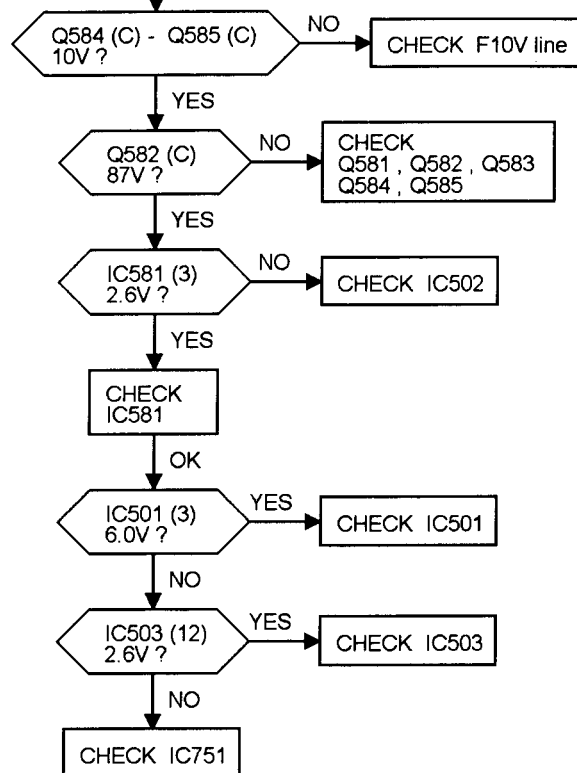 Q584 (C) - Q585 (C)
10V ?
NO
CHECK F10V line
YES
Q582 (C)
87V ?
NO
CHECK
Q581 , Q582 , Q583
Q584 , Q585
YES
IC581 (3)
2.6V ?
NO
CHECK IC502
YES
CHECK
IC581
OK
IC501 (3)
6.0V ?
YES
CHECK IC501
NO
IC503 (12)
2.6V ?
YES
CHECK IC503
NO
CHECK IC751